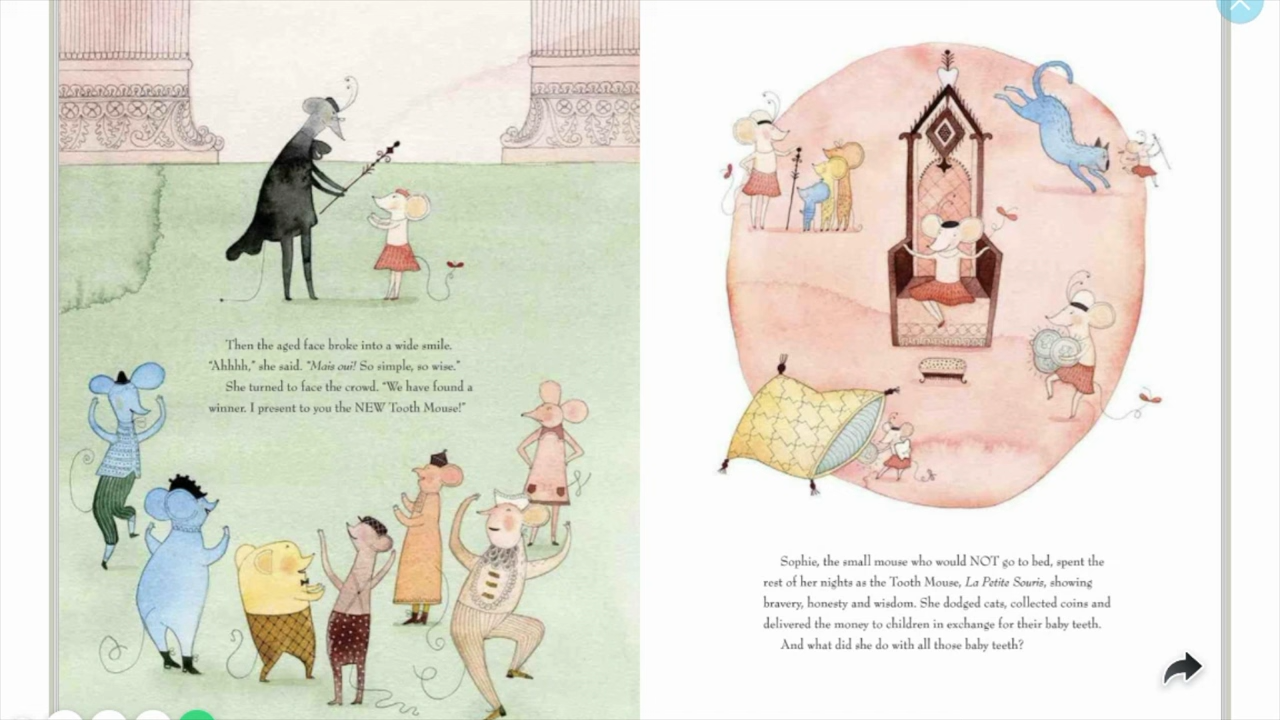 Then the aged face broke into a wide smile.
"Ahhhh," she said. "Mais oui! So simple, so wise."
She turned to face the crowd. "We have found a
winner. I present to you the NEW Tooth Mouse!"
Sophie, the small mouse who would NOT go to bed, spent the
rest of her nights as the Tooth Mouse, La Petite Souris, showing
bravery, honesty and wisdom. She dodged cats, collected coins and
delivered the money to children in exchange for their baby teeth.
And what did she do with all those baby teeth?